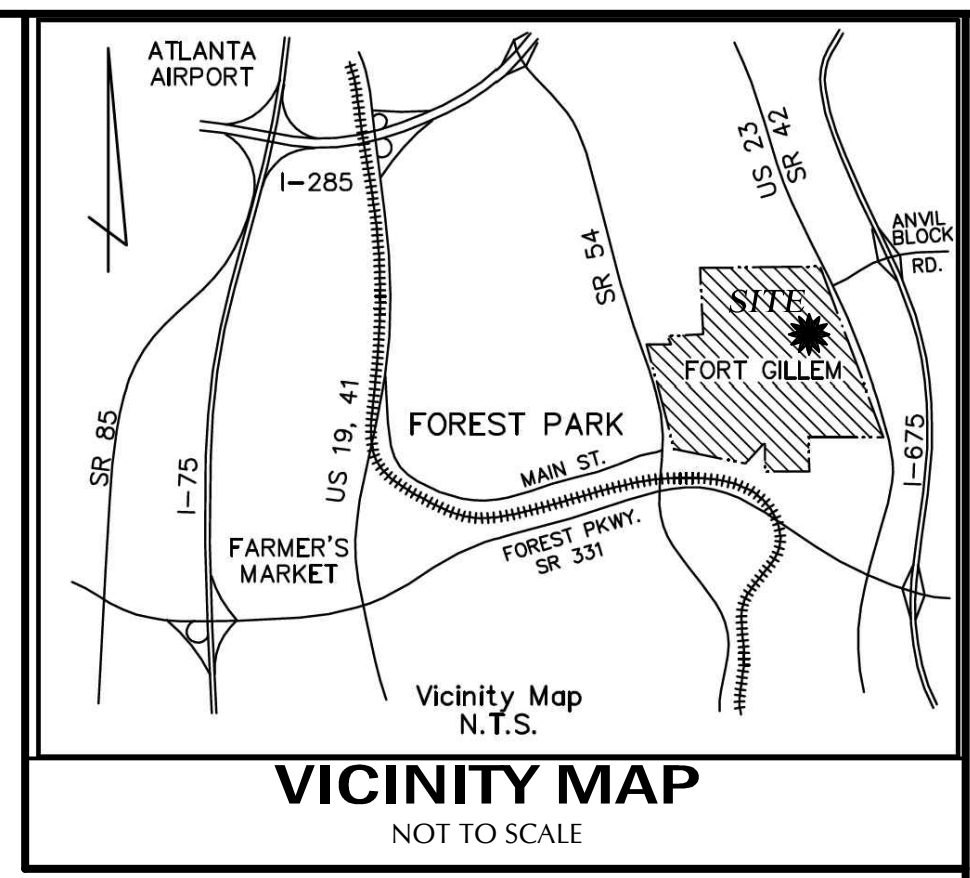 ATLANTA
AIRPORT
I-285
US 23
SR 42
ANVIL
BLOCK
RD.
SR 54
SITE
FORT GILLEM
SR 85
I-75
US 19, 41
FOREST PARK
MAIN ST.
FOREST PKWY.
SR 331
I-675
FARMER'S
MARKET
Vicinity Map
N.T.S.
VICINITY MAP
NOT TO SCALE